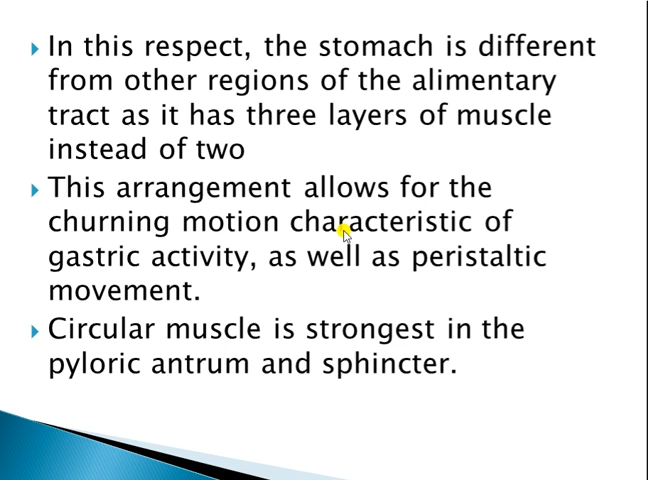 In this respect, the stomach is different
from other regions of the alimentary
tract as it has three layers of muscle
instead of two
This arrangement allows for the
churning motion characteristic of
gastric activity, as well as peristaltic
movement.
Circular muscle is strongest in the
pyloric antrum and sphincter.